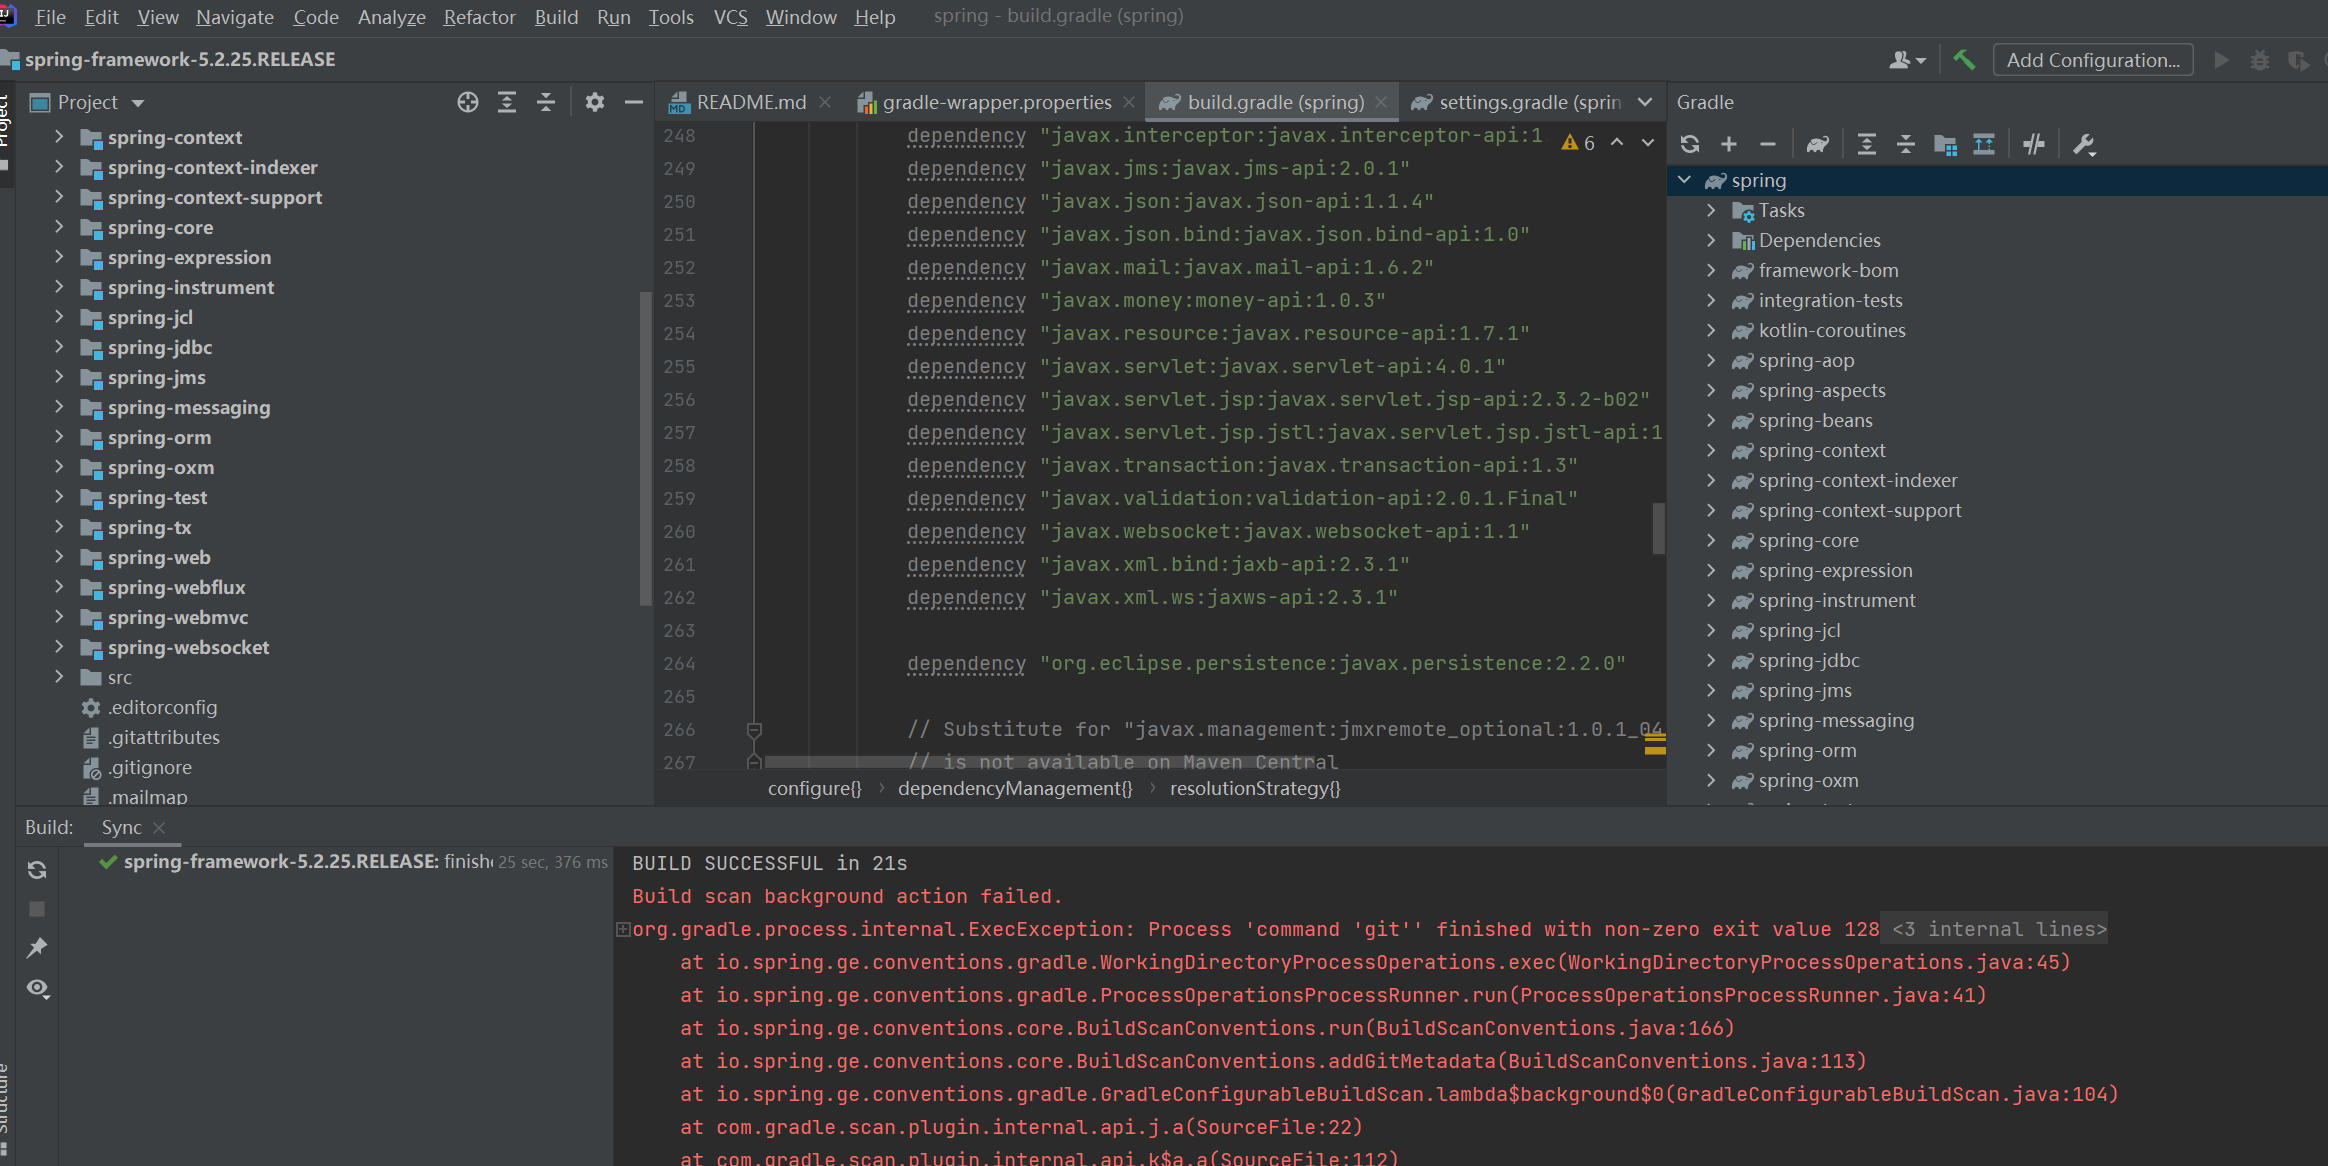 File Edit View Navigate Code Analyze Refactor Build Run Tools VCS Window Help spring - build.gradle (spring)
spring-framework-5.2.25.RELEASE
Add Configuration...
Project
Project
spring-context
spring-context-indexer
spring-context-support
spring-core
spring-expression
spring-instrument
spring-jcl
spring-jdbc
spring-jms
spring-messaging
spring-orm
spring-oxm
spring-test
spring-tx
spring-web
spring-webflux
spring-webmvc
spring-websocket
src
.editorconfig
.gitattributes
.gitignore
.mailmap
README.md gradle-wrapper.properties build.gradle (spring) settings.gradle (sprin
6
248 dependency "javax.interceptor:javax.interceptor-api:1
249 dependency "javax.jms:javax.jms-api:2.0.1"
250 dependency "javax.json:javax.json-api:1.1.4"
251 dependency "javax.json.bind:javax.json.bind-api:1.0"
252 dependency "javax.mail:javax.mail-api:1.6.2"
253 dependency "javax.money:money-api:1.0.3"
254 dependency "javax.resource:javax.resource-api:1.7.1"
255 dependency "javax.servlet:javax.servlet-api:4.0.1"
256 dependency "javax.servlet.jsp:javax.servlet.jsp-api:2.3.2-b02"
257 dependency "javax.servlet.jsp.jstl:javax.servlet.jsp.jstl-api:1
258 dependency "javax.transaction:javax.transaction-api:1.3"
259 dependency "javax.validation:validation-api:2.0.1.Final"
260 dependency "javax.websocket:javax.websocket-api:1.1"
261 dependency "javax.xml.bind:jaxb-api:2.3.1"
262 dependency "javax.xml.ws:jaxws-api:2.3.1"
263
264 dependency "org.eclipse.persistence:javax.persistence:2.2.0"
265
266 // Substitute for "javax.management:jmxremote_optional:1.0.1_04
267 // is not available on Maven Central
configure{} › dependencyManagement{} › resolutionStrategy{}
Gradle
spring
Tasks
Dependencies
framework-bom
integration-tests
kotlin-coroutines
spring-aop
spring-aspects
spring-beans
spring-context
spring-context-indexer
spring-context-support
spring-core
spring-expression
spring-instrument
spring-jcl
spring-jdbc
spring-jms
spring-messaging
spring-orm
spring-oxm
Build: Sync
spring-framework-5.2.25.RELEASE: finishe 25 sec, 376 ms
BUILD SUCCESSFUL in 21s
Build scan background action failed.
org.gradle.process.internal.ExecException: Process 'command 'git'' finished with non-zero exit value 128 <3 internal lines>
at io.spring.ge.conventions.gradle.WorkingDirectoryProcessOperations.exec(WorkingDirectoryProcessOperations.java:45)
at io.spring.ge.conventions.gradle.ProcessOperationsProcessRunner.run(ProcessOperationsProcessRunner.java:41)
at io.spring.ge.conventions.core.BuildScanConventions.run(BuildScanConventions.java:166)
at io.spring.ge.conventions.core.BuildScanConventions.addGitMetadata(BuildScanConventions.java:113)
at io.spring.ge.conventions.gradle.GradleConfigurableBuildScan.lambda$background$0(GradleConfigurableBuildScan.java:104)
at com.gradle.scan.plugin.internal.api.j.a(SourceFile:22)
at com.gradle.scan.plugin.internal.api.k$a.a(SourceFile:112)
Structure